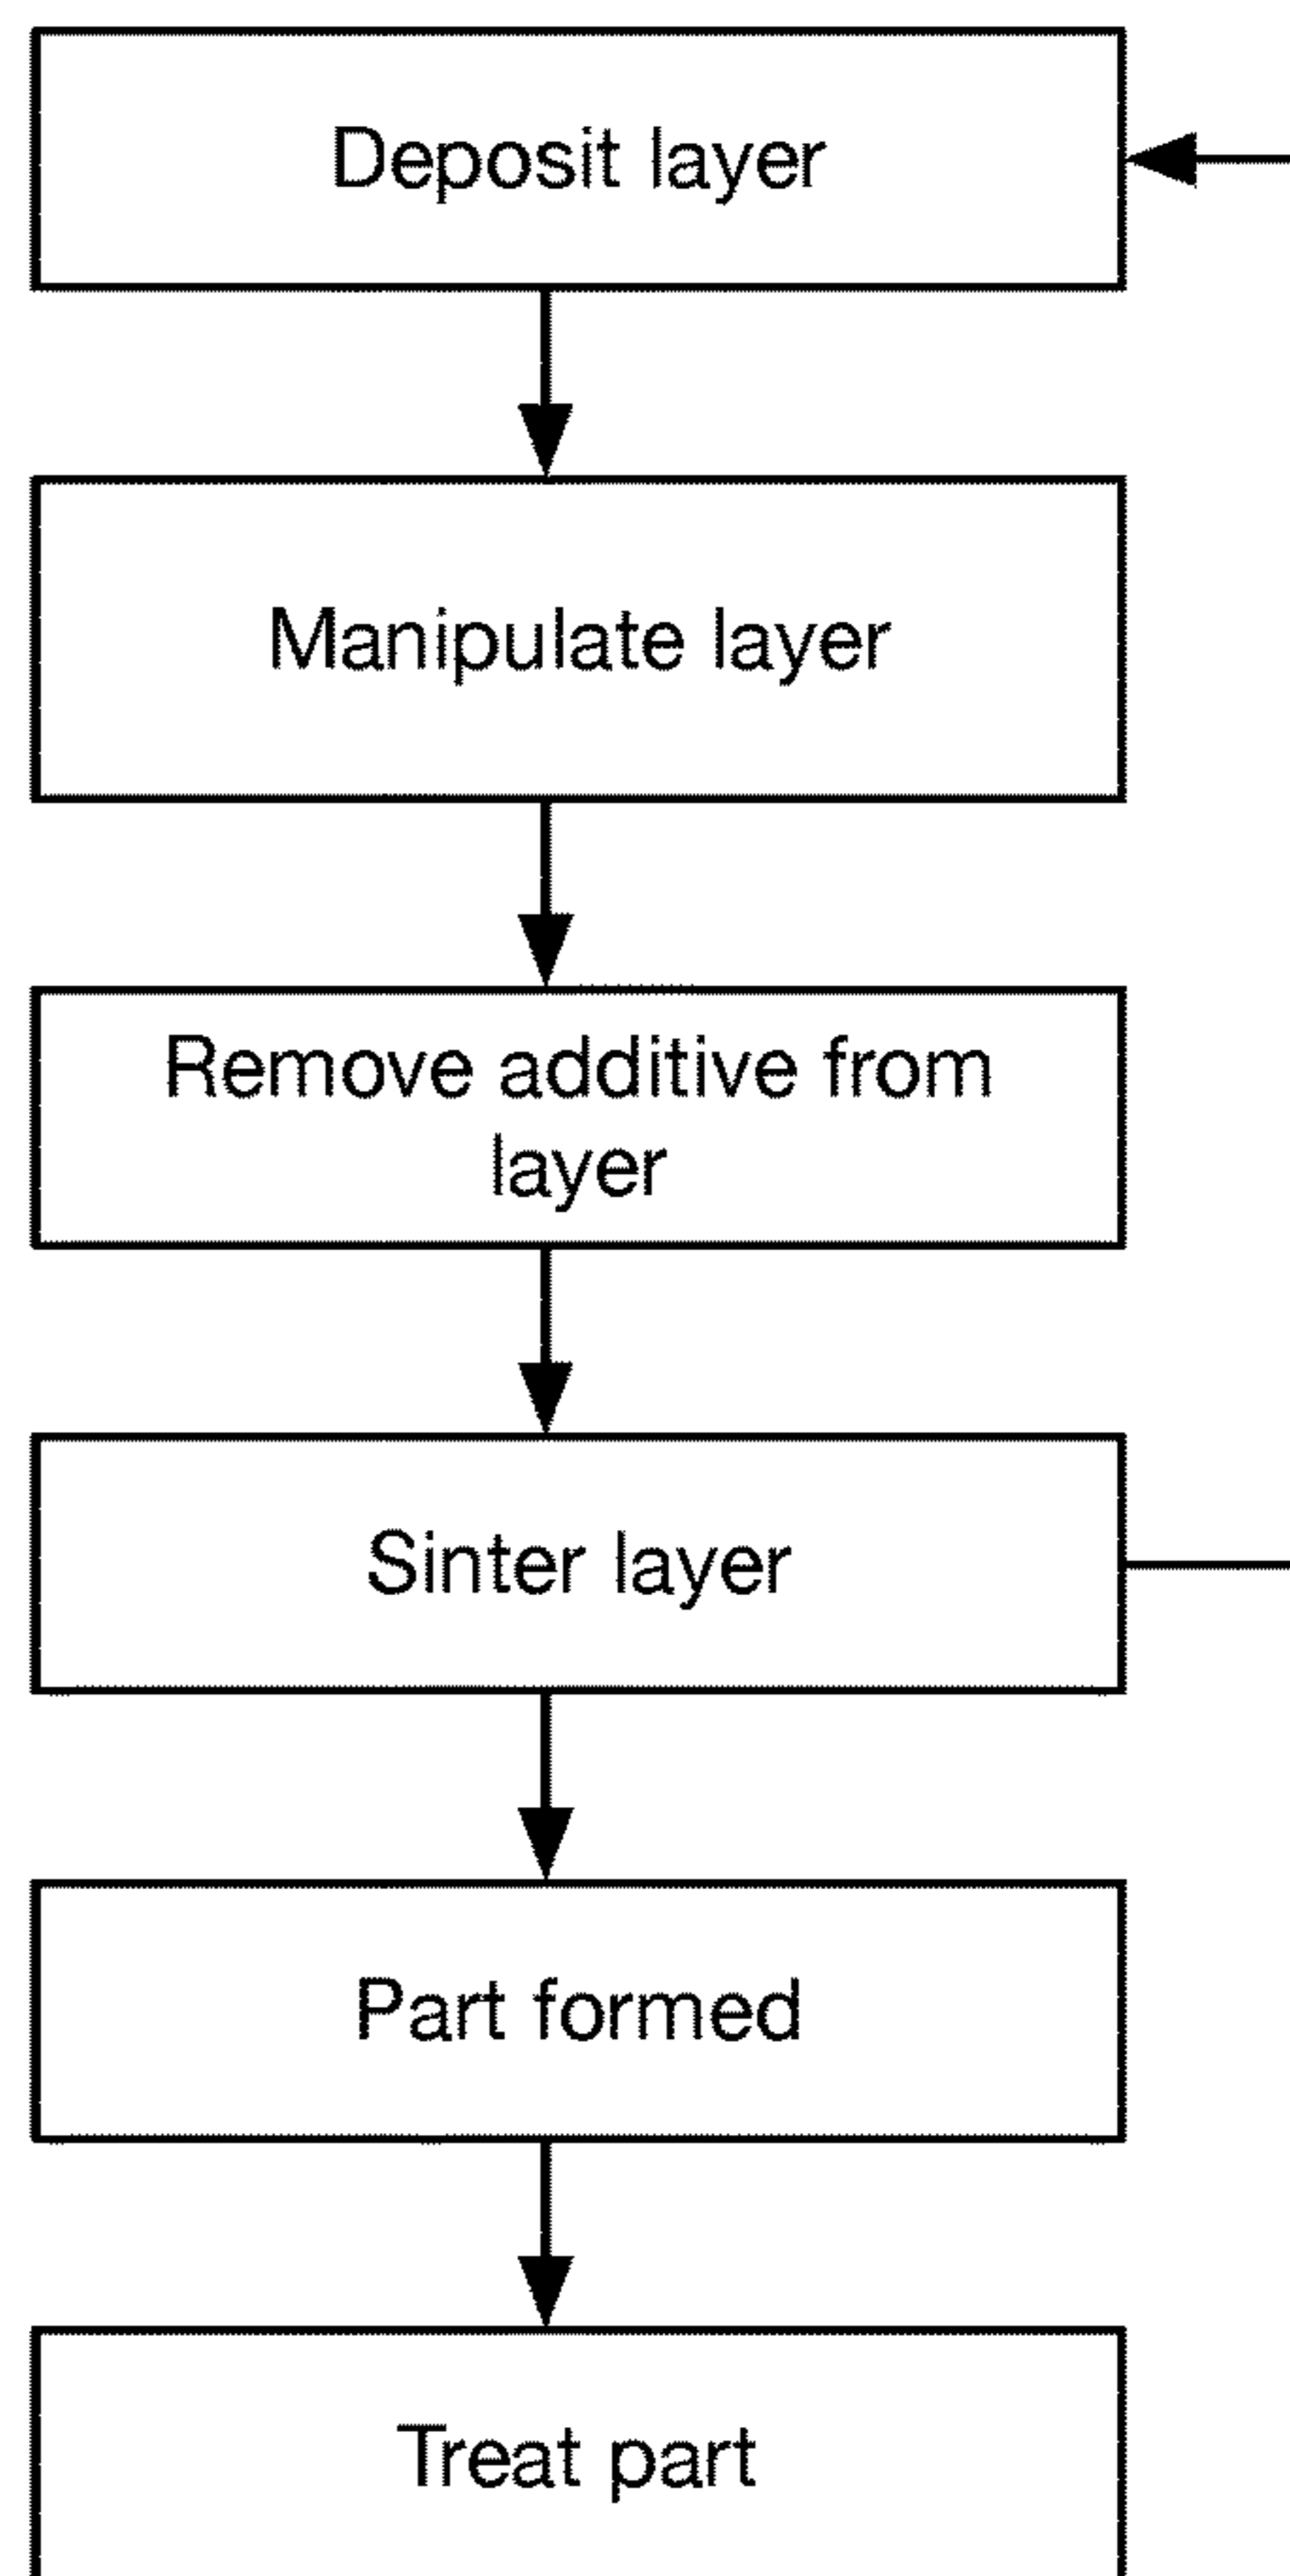 Deposit layer
Manipulate layer
Remove additive from
layer
Sinter layer
Part formed
Treat part